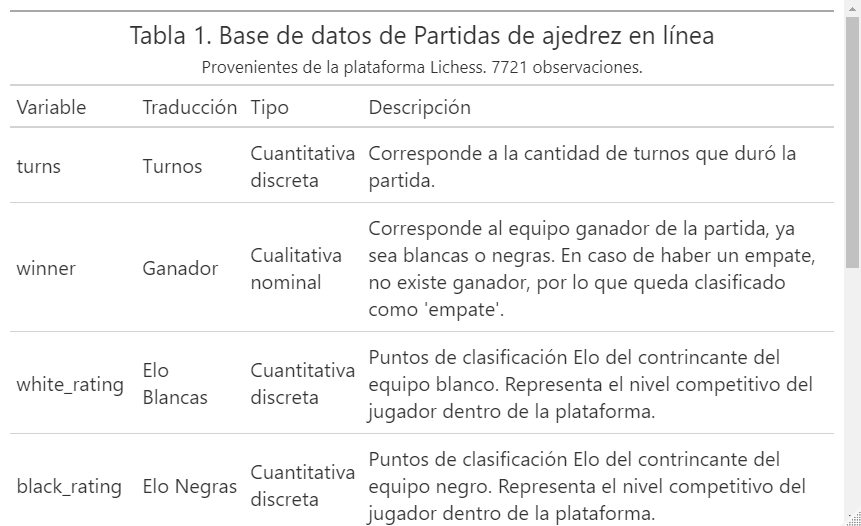 Tabla 1. Base de datos de Partidas de ajedrez en línea
Provenientes de la plataforma Lichess. 7721 observaciones.
Variable Traducción Tipo Descripción
turns Turnos Cuantitativa discreta Corresponde a la cantidad de turnos que duró la
partida.
winner Ganador Cualitativa nominal Corresponde al equipo ganador de la partida, ya
sea blancas o negras. En caso de haber un empate,
no existe ganador, por lo que queda clasificado
como 'empate'.
white_rating Elo Blancas Cuantitativa discreta Puntos de clasificación Elo del contrincante del
equipo blanco. Representa el nivel competitivo del
jugador dentro de la plataforma.
black_rating Elo Negras Cuantitativa discreta Puntos de clasificación Elo del contrincante del
equipo negro. Representa el nivel competitivo del
jugador dentro de la plataforma.